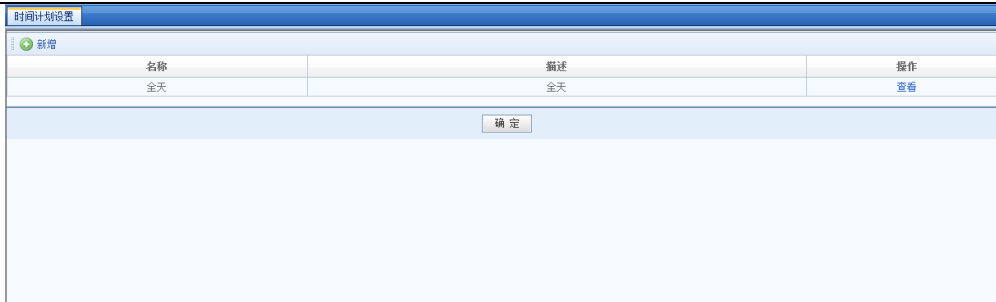 时间计划设置
新增
名称 描述 操作
全天 全天 查看
确 定